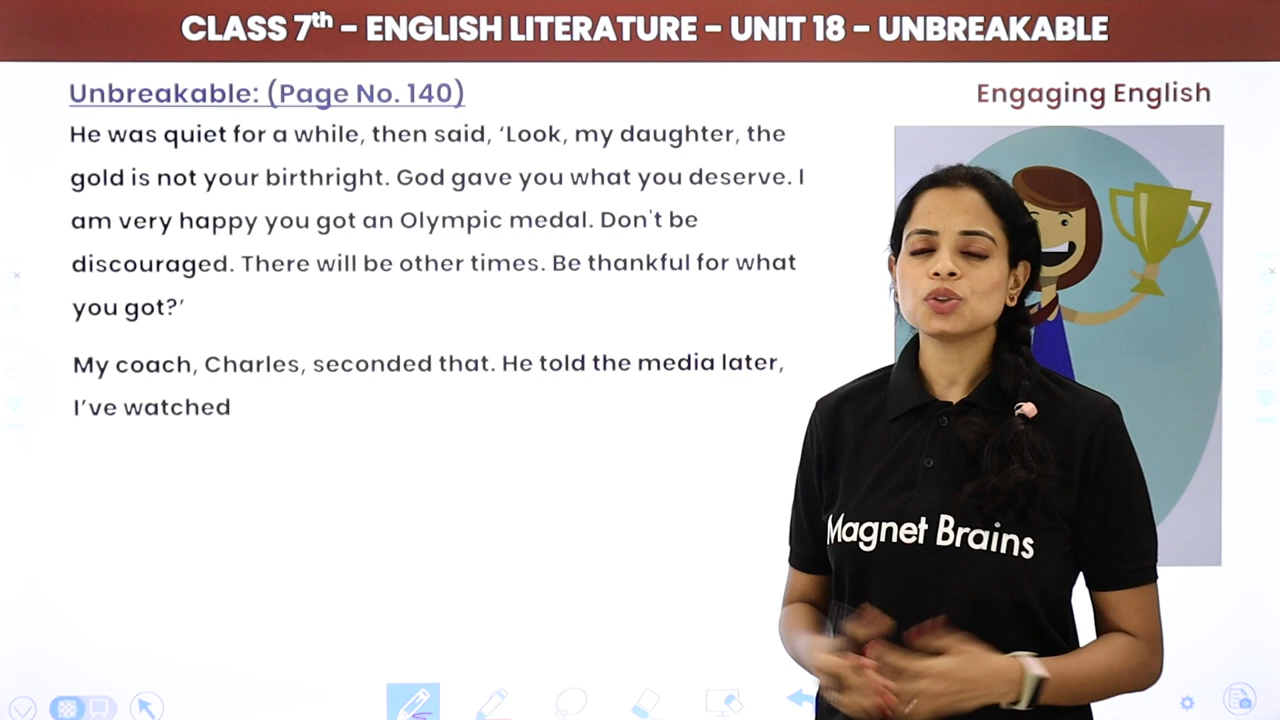 CLASS 7th – ENGLISH LITERATURE – UNIT 18 – UNBREAKABLE
Unbreakable: (Page No. 140)
Engaging English
He was quiet for a while, then said, ‘Look, my daughter, the
gold is not your birthright. God gave you what you deserve. I
am very happy you got an Olympic medal. Don't be
discouraged. There will be other times. Be thankful for what
you got?’
My coach, Charles, seconded that. He told the media later,
I’ve watched
Magnet Brains